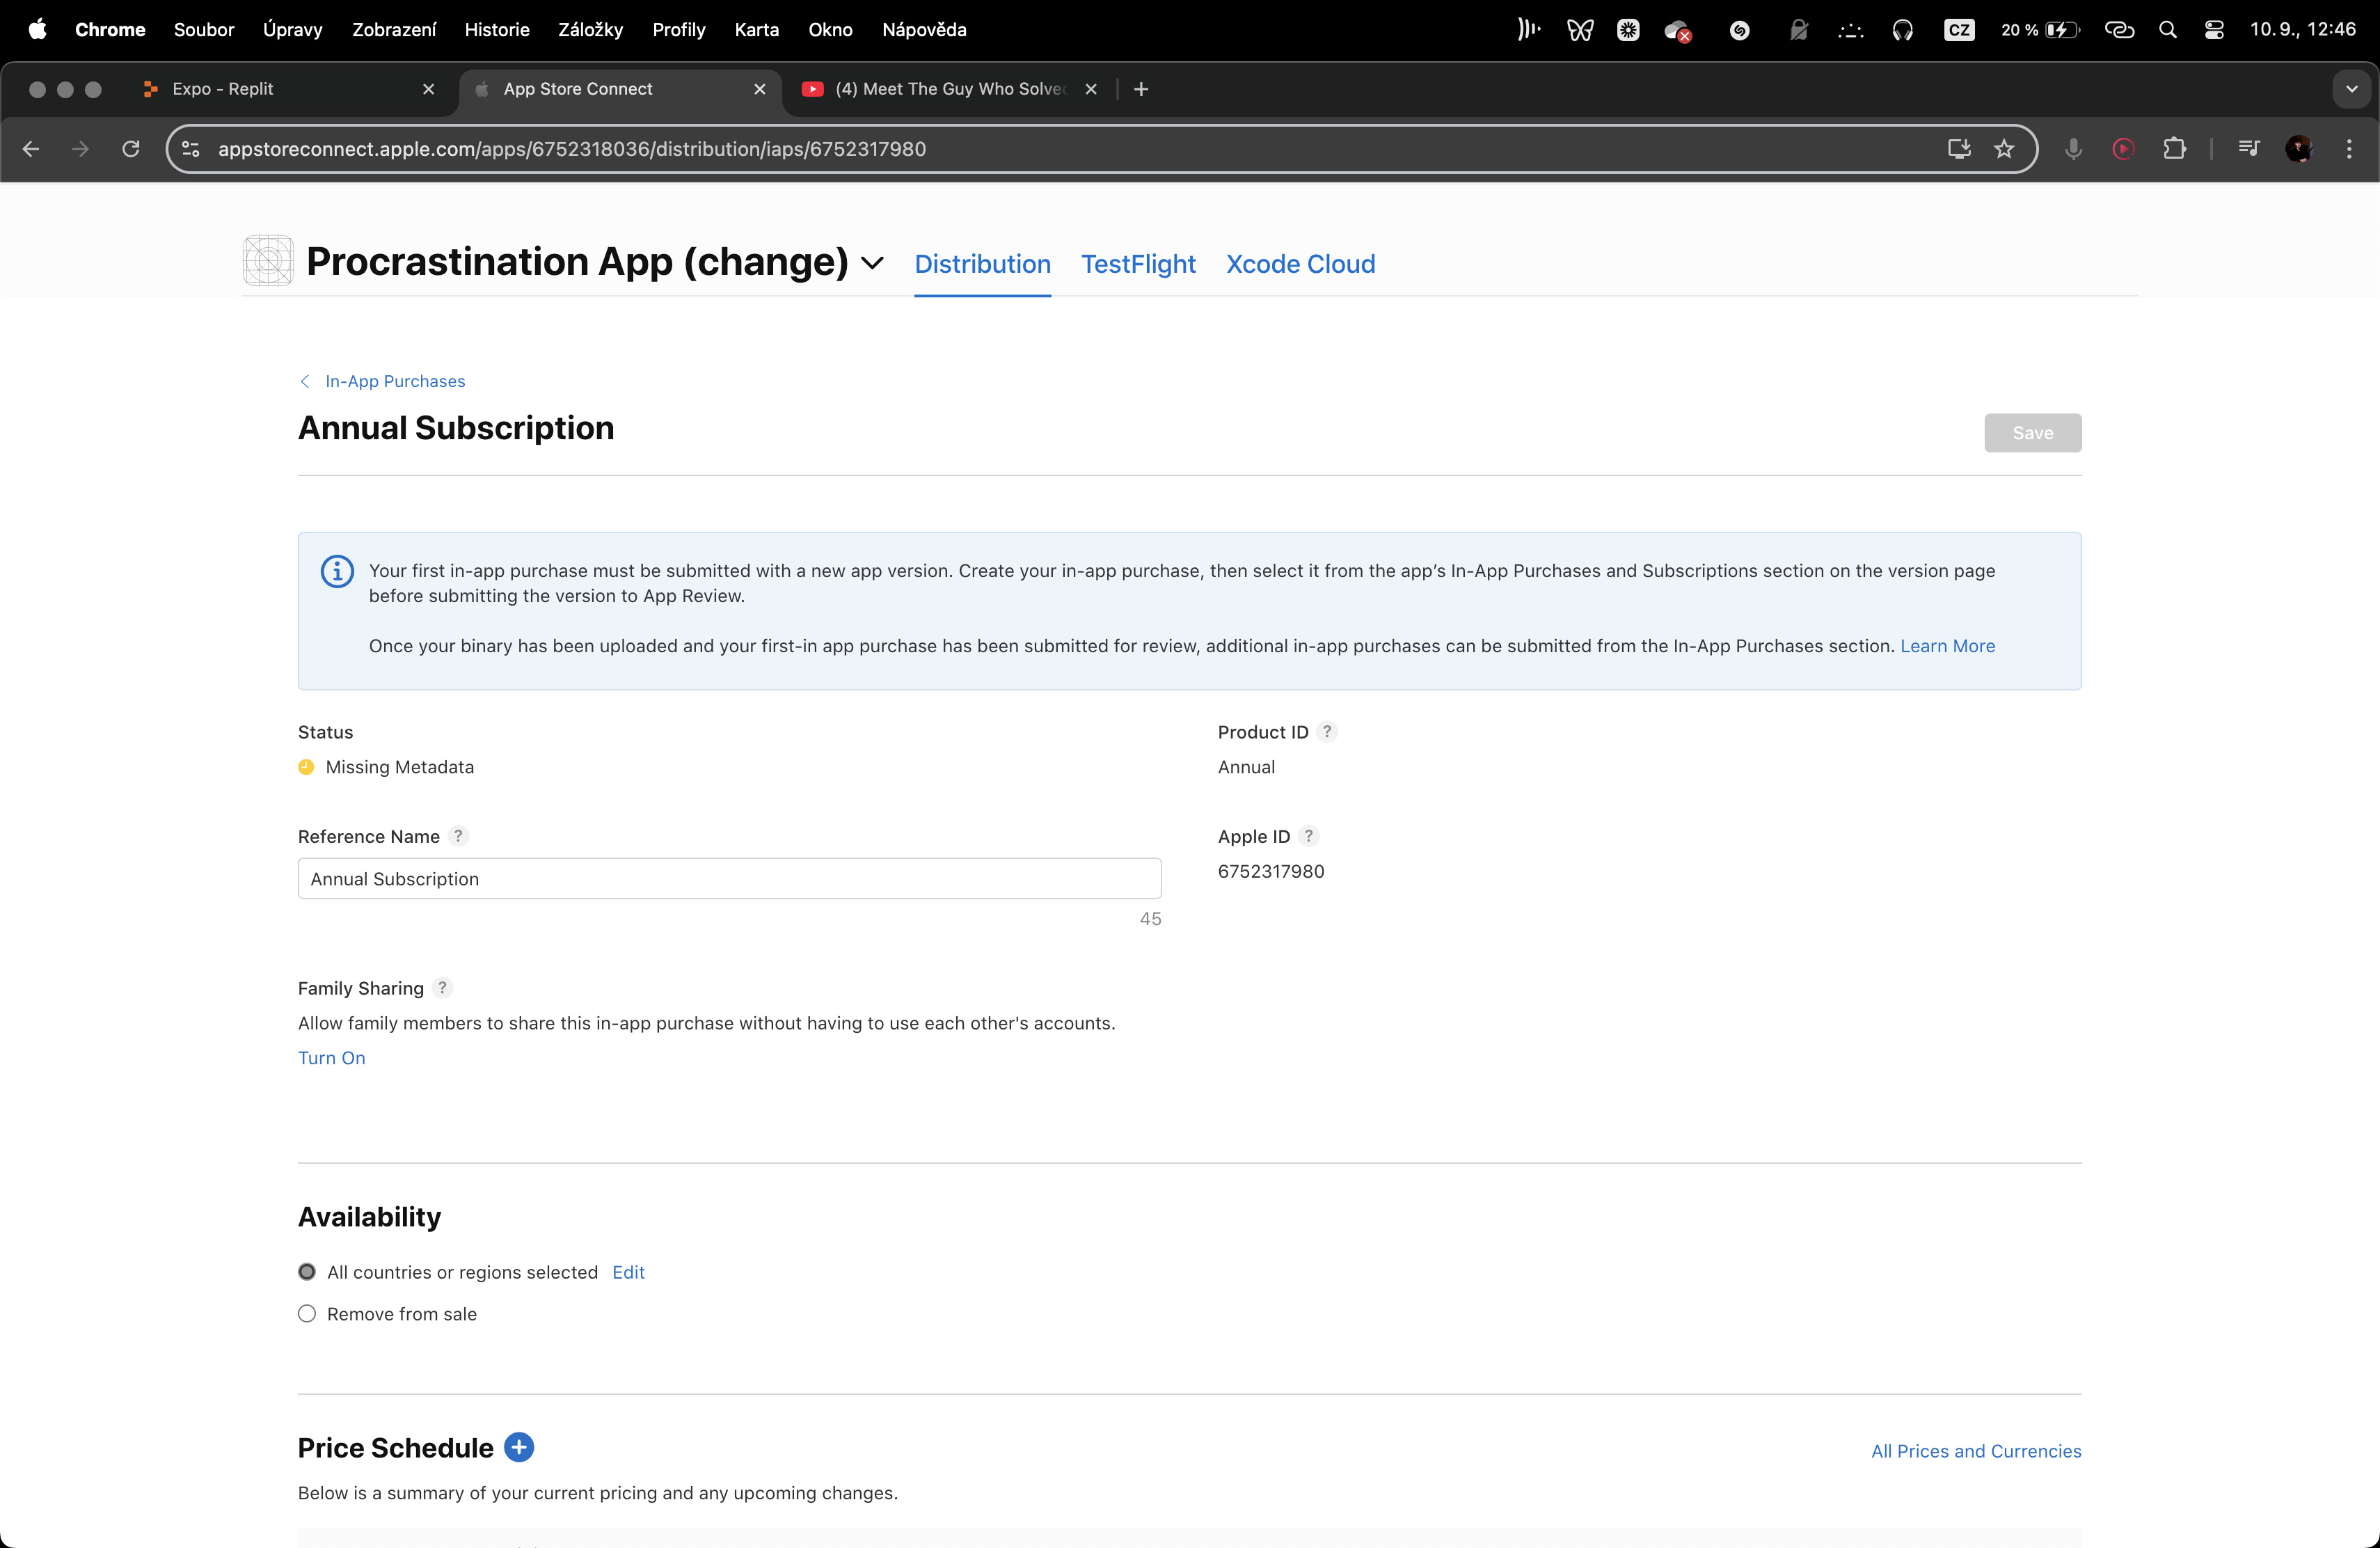 Chrome Soubor Úpravy Zobrazení Historie Záložky Profily Karta Okno Nápověda CZ 20 % 10. 9., 12:46
Expo - Replit App Store Connect (4) Meet The Guy Who Solved
appstoreconnect.apple.com/apps/6752318036/distribution/iaps/6752317980
Procrastination App (change) Distribution TestFlight Xcode Cloud
In-App Purchases
Annual Subscription
Save
Your first in-app purchase must be submitted with a new app version. Create your in-app purchase, then select it from the app’s In-App Purchases and Subscriptions section on the version page
before submitting the version to App Review.
Once your binary has been uploaded and your first-in app purchase has been submitted for review, additional in-app purchases can be submitted from the In-App Purchases section. Learn More
Status
Missing Metadata
Product ID ?
Annual
Reference Name ?
Annual Subscription
45
Apple ID ?
6752317980
Family Sharing ?
Allow family members to share this in-app purchase without having to use each other's accounts.
Turn On
Availability
All countries or regions selected Edit
Remove from sale
Price Schedule
All Prices and Currencies
Below is a summary of your current pricing and any upcoming changes.